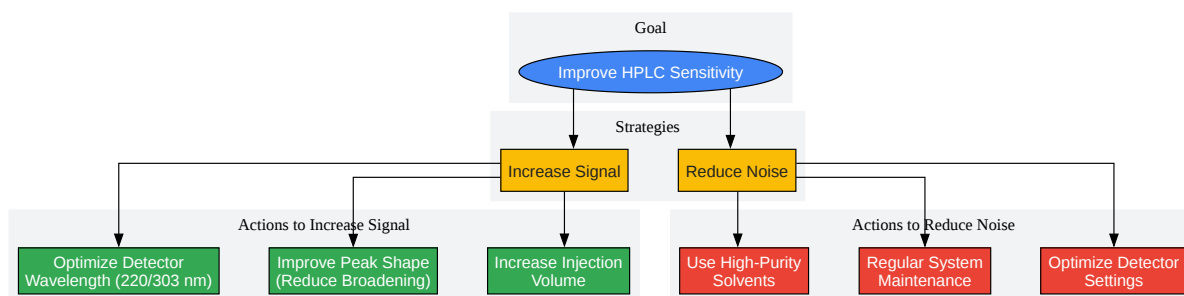 Goal
Improve HPLC Sensitivity
Strategies
Increase Signal
Reduce Noise
Actions to Increase Signal
Actions to Reduce Noise
Optimize Detector
Wavelength (220/303 nm)
Improve Peak Shape
(Reduce Broadening)
Increase Injection
Volume
Use High-Purity
Solvents
Regular System
Maintenance
Optimize Detector
Settings